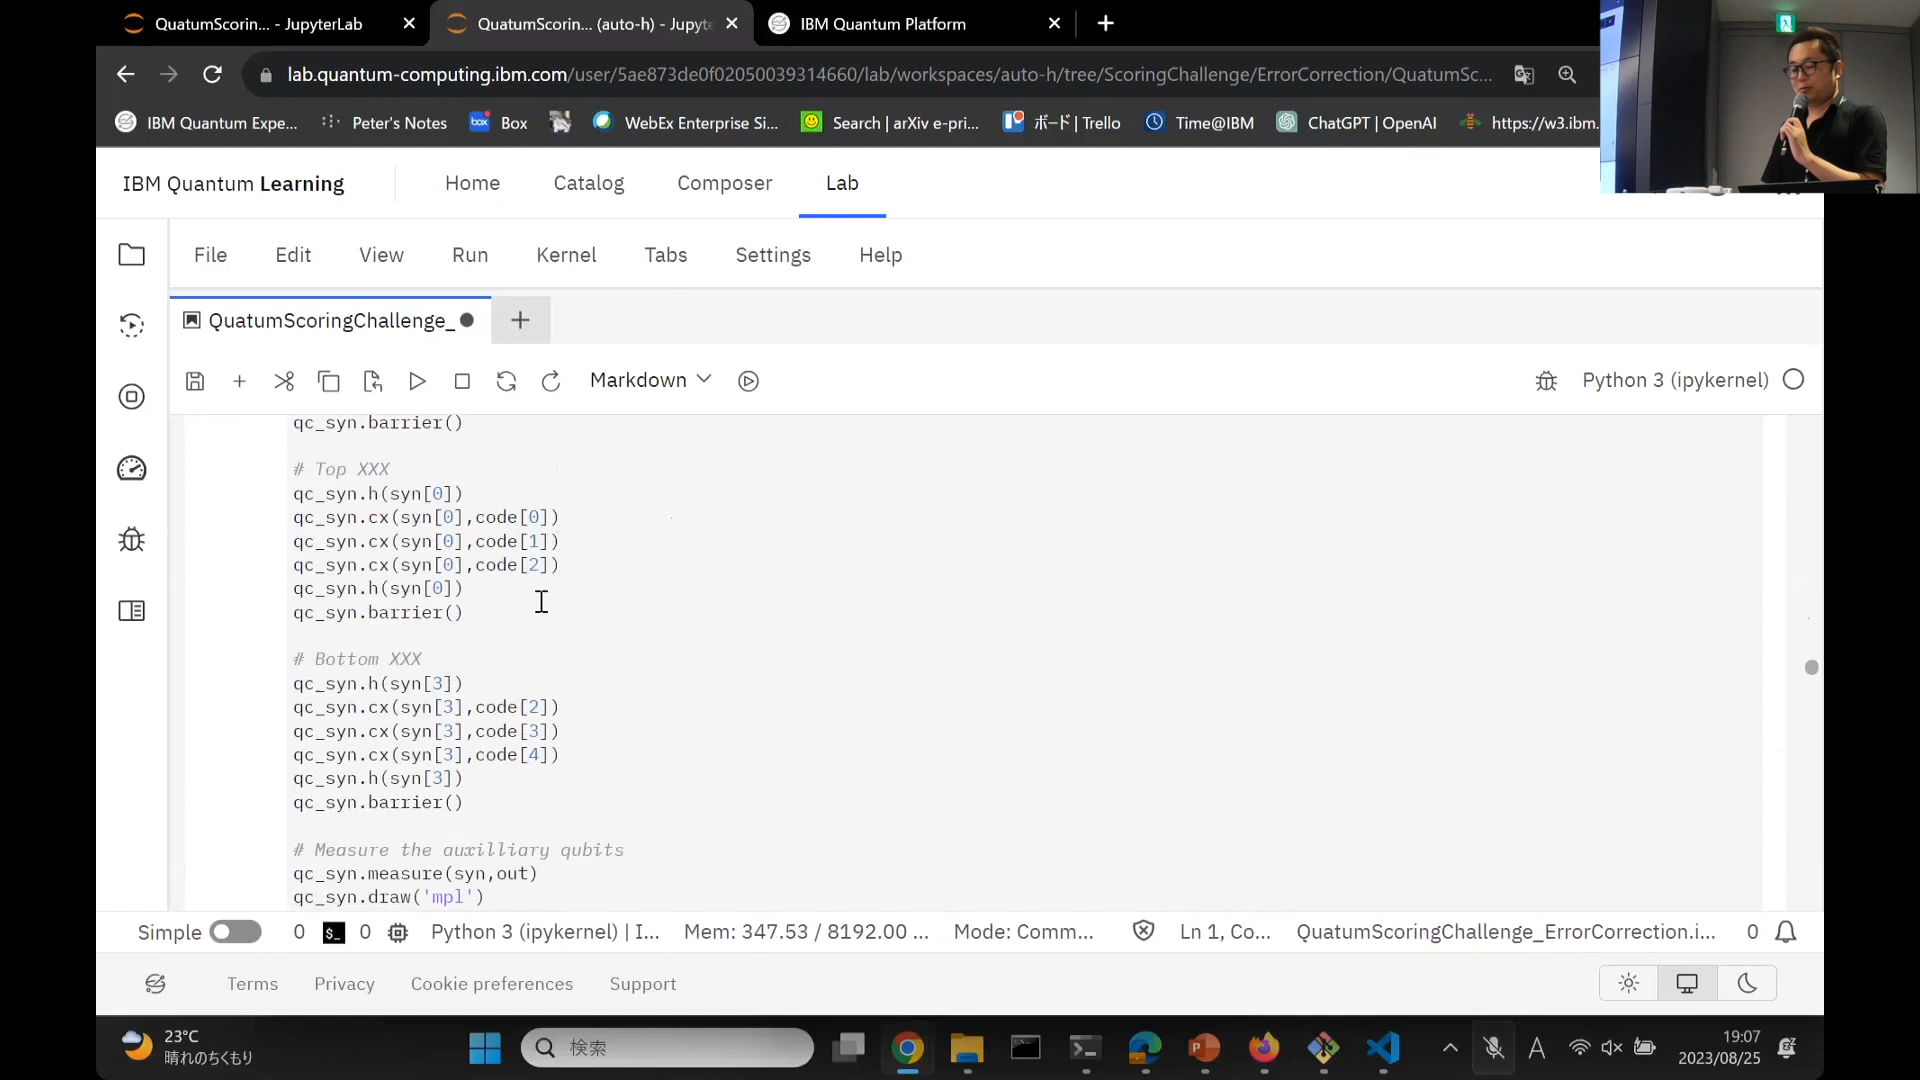 QuatumScorin... - JupyterLab
QuatumScorin... (auto-h) - Jupyte
IBM Quantum Platform
lab.quantum-computing.ibm.com/user/5ae873de0f02050039314660/lab/workspaces/auto-h/tree/ScoringChallenge/ErrorCorrection/QuatumSc...
IBM Quantum Expe...
Peter's Notes
box Box
WebEx Enterprise Si...
Search | arXiv e-pri...
ボード | Trello
Time@IBM
ChatGPT | OpenAI
https://w3.ibm.
IBM Quantum Learning
Home
Catalog
Composer
Lab
File
Edit
View
Run
Kernel
Tabs
Settings
Help
QuatumScoringChallenge_
Markdown
Python 3 (ipykernel)
qc_syn.barrier()
# Top XXX
qc_syn.h(syn[0])
qc_syn.cx(syn[0],code[0])
qc_syn.cx(syn[0],code[1])
qc_syn.cx(syn[0],code[2])
qc_syn.h(syn[0])
qc_syn.barrier()
# Bottom XXX
qc_syn.h(syn[3])
qc_syn.cx(syn[3],code[2])
qc_syn.cx(syn[3],code[3])
qc_syn.cx(syn[3],code[4])
qc_syn.h(syn[3])
qc_syn.barrier()
# Measure the auxilliary qubits
qc_syn.measure(syn,out)
qc_syn.draw('mpl')
Simple
0
$_
0
Python 3 (ipykernel) | I...
Mem: 347.53 / 8192.00 ...
Mode: Comm...
Ln 1, Co...
QuatumScoringChallenge_ErrorCorrection.i...
0
Terms
Privacy
Cookie preferences
Support
23°C
晴れのちくもり
検索
A
19:07
2023/08/25